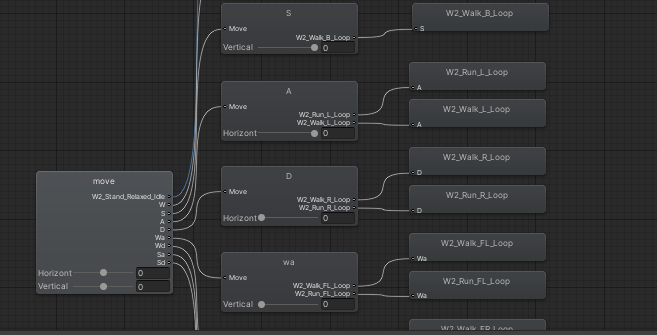 S
Move
W2_Walk_B_Loop
Vertical 0
W2_Walk_B_Loop
S
A
Move
W2_Run_L_Loop
W2_Walk_L_Loop
Horizont 0
W2_Run_L_Loop
A
W2_Walk_L_Loop
A
D
Move
W2_Walk_R_Loop
W2_Run_R_Loop
Horizont 0
W2_Walk_R_Loop
D
W2_Run_R_Loop
D
move
W2_Stand_Relaxed_Idle
W
S
A
D
Wa
Wd
Sa
Sd
Horizont 0
Vertical 0
wa
Move
W2_Walk_FL_Loop
W2_Run_FL_Loop
Vertical 0
W2_Walk_FL_Loop
Wa
W2_Run_FL_Loop
Wa
W2_Walk_FR_Loop